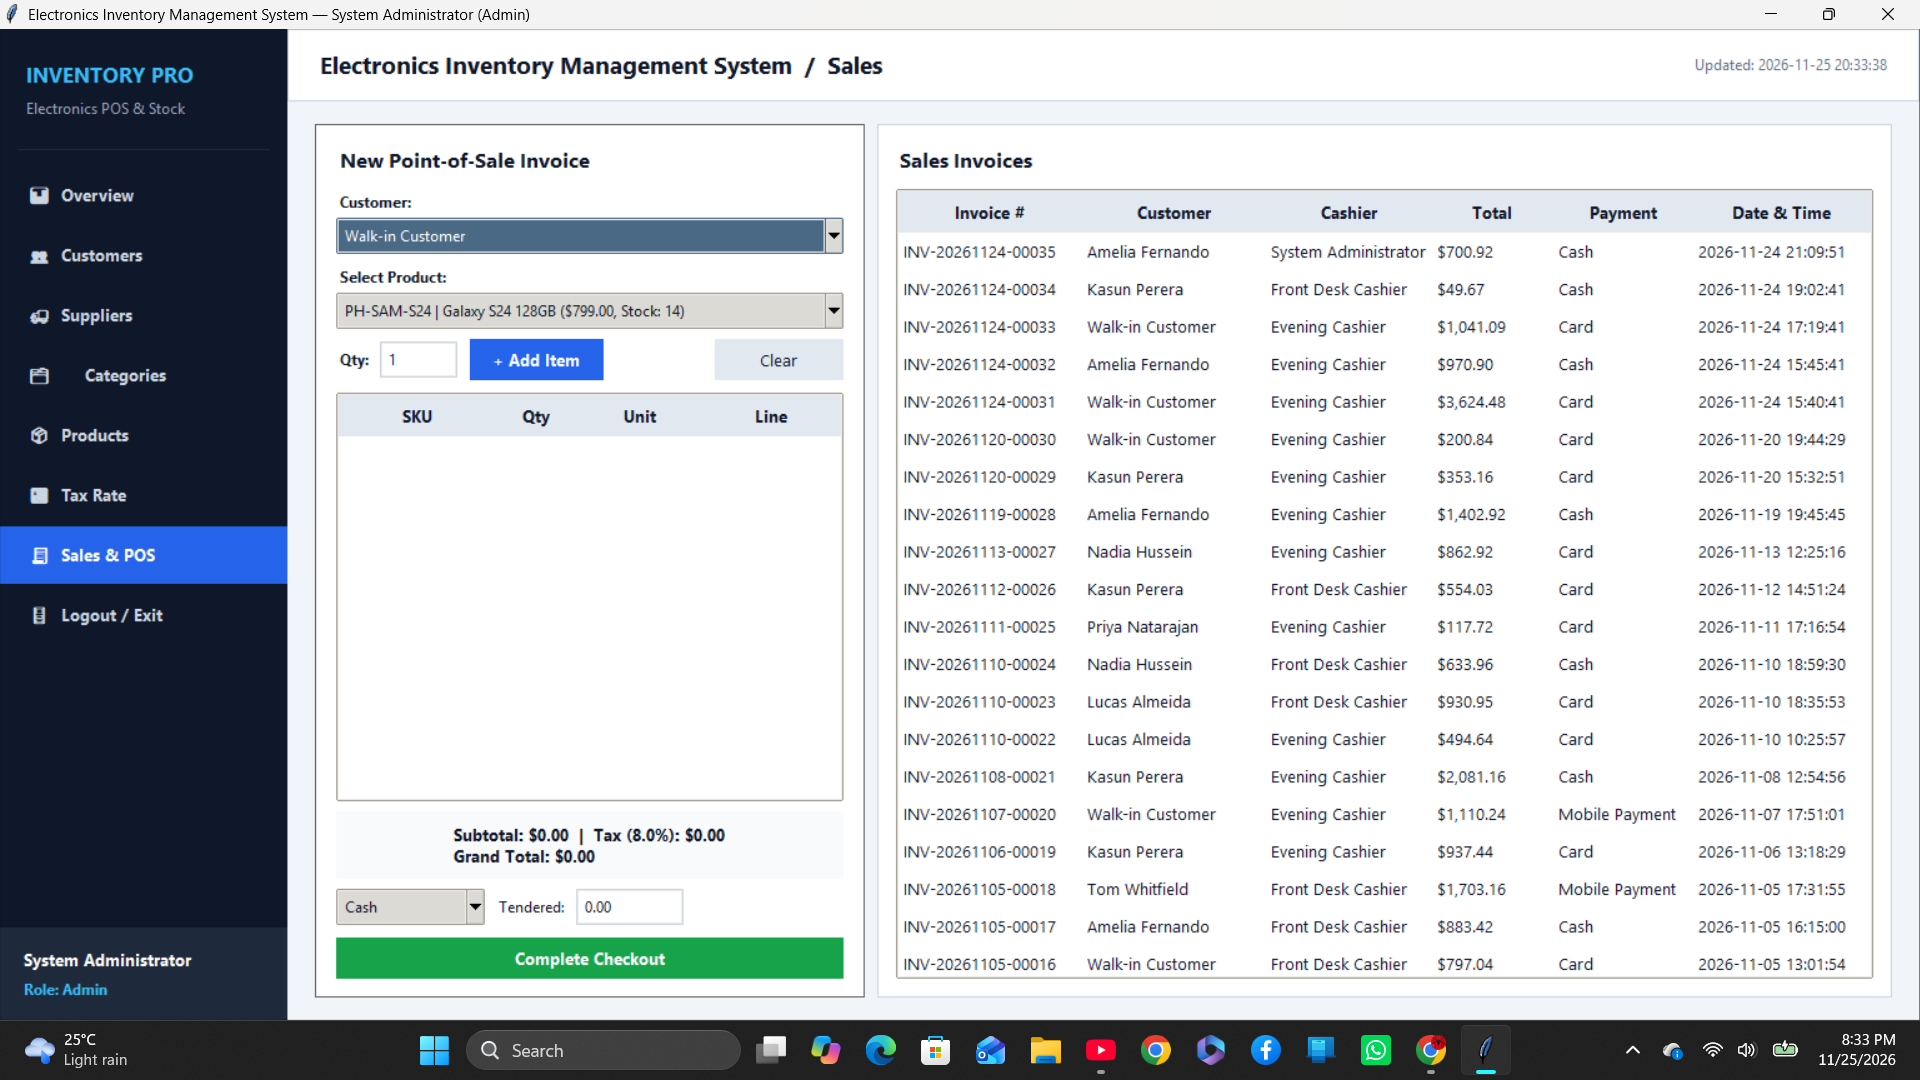 Electronics Inventory Management System — System Administrator (Admin)
INVENTORY PRO
Electronics POS & Stock
Overview
Customers
Suppliers
Categories
Products
Tax Rate
Sales & POS
Logout / Exit
System Administrator
Role: Admin
Electronics Inventory Management System / Sales
Updated: 2026-11-25 20:33:38
New Point-of-Sale Invoice
Customer:
Walk-in Customer
Select Product:
PH-SAM-S24 | Galaxy S24 128GB ($799.00, Stock: 14)
Qty: 1 + Add Item Clear
SKU Qty Unit Line
Subtotal: $0.00 | Tax (8.0%): $0.00
Grand Total: $0.00
Cash Tendered: 0.00
Complete Checkout
Sales Invoices
Invoice # Customer Cashier Total Payment Date & Time
INV-20261124-00035 Amelia Fernando System Administrator $700.92 Cash 2026-11-24 21:09:51
INV-20261124-00034 Kasun Perera Front Desk Cashier $49.67 Cash 2026-11-24 19:02:41
INV-20261124-00033 Walk-in Customer Evening Cashier $1,041.09 Card 2026-11-24 17:19:41
INV-20261124-00032 Amelia Fernando Evening Cashier $970.90 Cash 2026-11-24 15:45:41
INV-20261124-00031 Walk-in Customer Evening Cashier $3,624.48 Card 2026-11-24 15:40:41
INV-20261120-00030 Walk-in Customer Evening Cashier $200.84 Card 2026-11-20 19:44:29
INV-20261120-00029 Kasun Perera Evening Cashier $353.16 Card 2026-11-20 15:32:51
INV-20261119-00028 Amelia Fernando Evening Cashier $1,402.92 Cash 2026-11-19 19:45:45
INV-20261113-00027 Nadia Hussein Evening Cashier $862.92 Card 2026-11-13 12:25:16
INV-20261112-00026 Kasun Perera Front Desk Cashier $554.03 Card 2026-11-12 14:51:24
INV-20261111-00025 Priya Natarajan Evening Cashier $117.72 Card 2026-11-11 17:16:54
INV-20261110-00024 Nadia Hussein Front Desk Cashier $633.96 Cash 2026-11-10 18:59:30
INV-20261110-00023 Lucas Almeida Front Desk Cashier $930.95 Card 2026-11-10 18:35:53
INV-20261110-00022 Lucas Almeida Evening Cashier $494.64 Card 2026-11-10 10:25:57
INV-20261108-00021 Kasun Perera Evening Cashier $2,081.16 Cash 2026-11-08 12:54:56
INV-20261107-00020 Walk-in Customer Evening Cashier $1,110.24 Mobile Payment 2026-11-07 17:51:01
INV-20261106-00019 Kasun Perera Evening Cashier $937.44 Card 2026-11-06 13:18:29
INV-20261105-00018 Tom Whitfield Front Desk Cashier $1,703.16 Mobile Payment 2026-11-05 17:31:55
INV-20261105-00017 Amelia Fernando Front Desk Cashier $883.42 Cash 2026-11-05 16:15:00
INV-20261105-00016 Walk-in Customer Front Desk Cashier $797.04 Card 2026-11-05 13:01:54
25°C
Light rain
Search
8:33 PM
11/25/2026